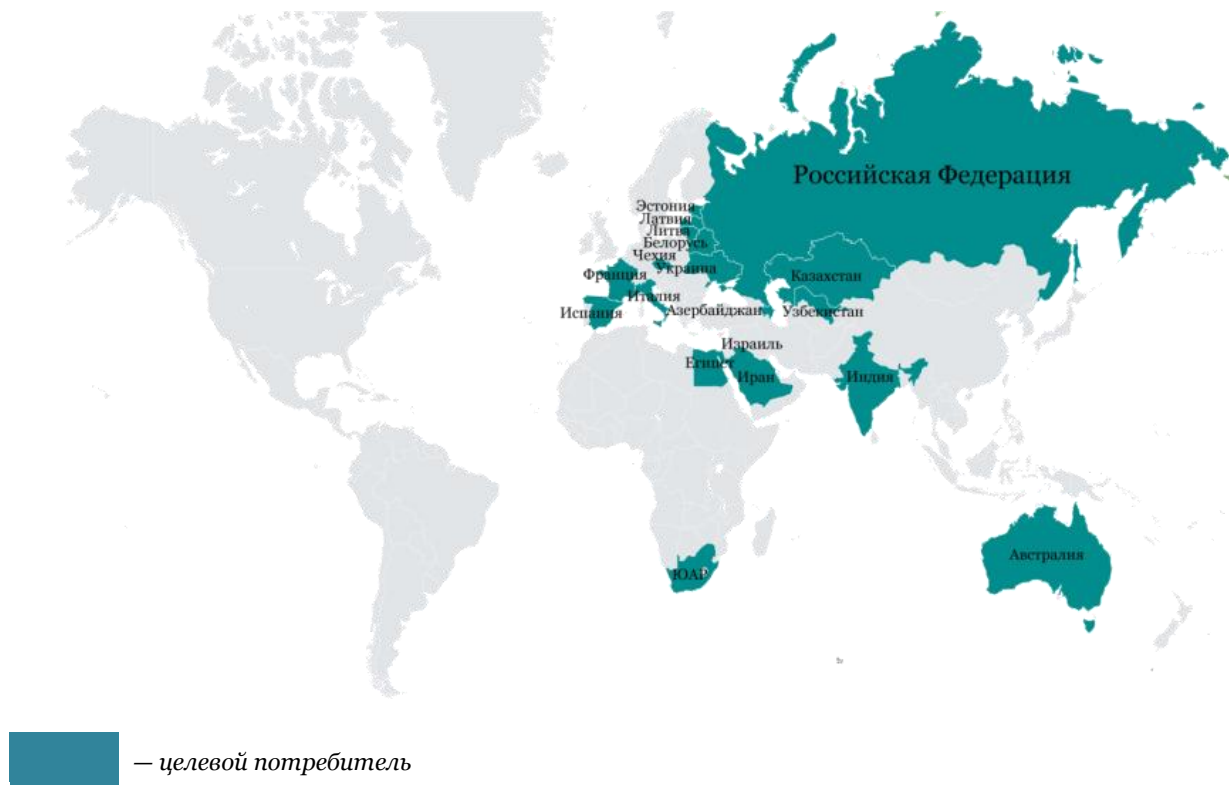 Российская Федерация
Эстония
Латвия
Литва
Белорусь
Чехия
Украина
Франция
Казахстан
Италия
Испания
Азербайджан
Узбекистан
Израиль
Египет
Иран
Индия
Австралия
ЮАР
— целевой потребитель